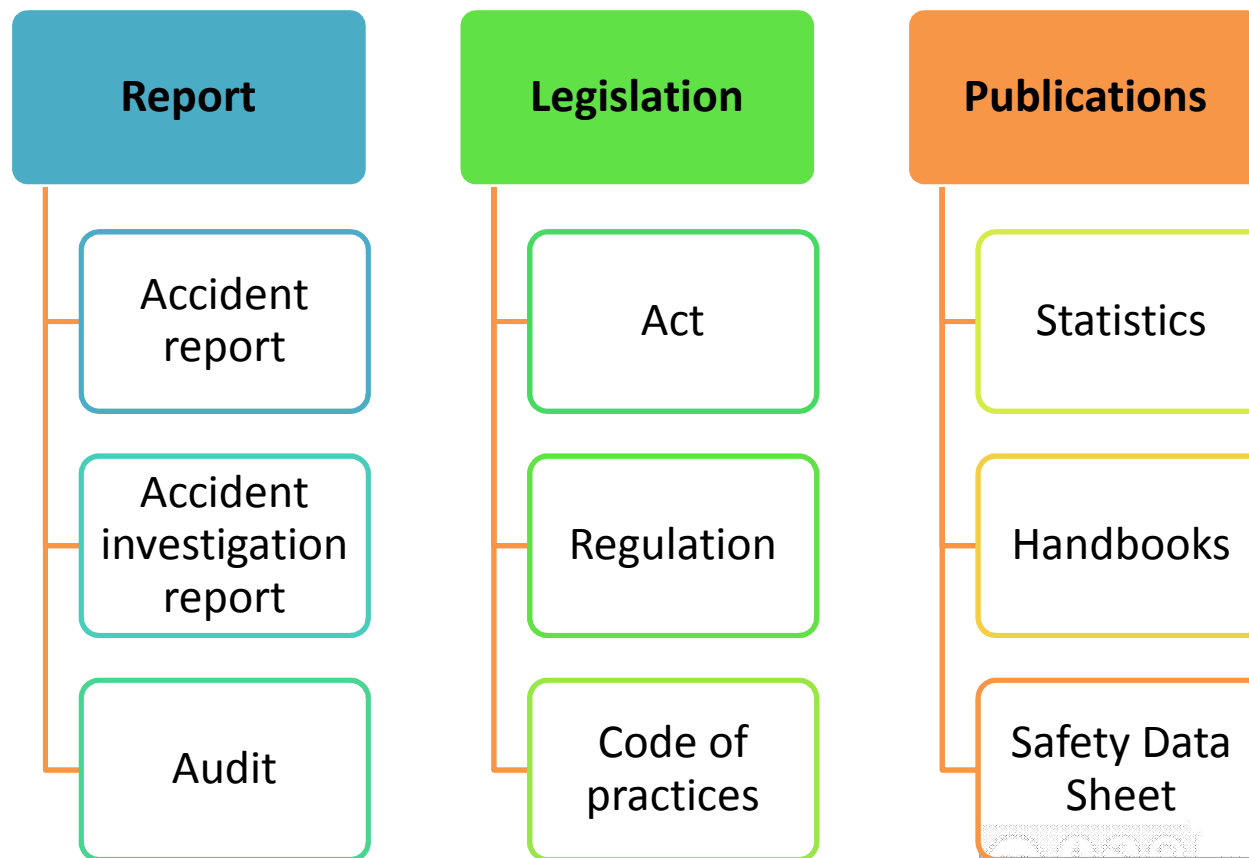 Report
Accident
report
Accident
investigation
report
Audit
Legislation
Act
Regulation
Code of
practices
Publications
Statistics
Handbooks
Safety Data
Sheet